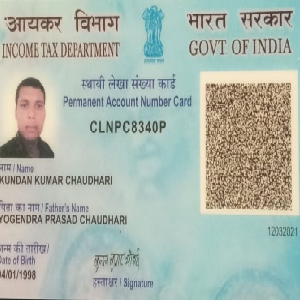 आयकर विभाग
INCOME TAX DEPARTMENT
भारत सरकार
GOVT. OF INDIA
स्थायी लेखा संख्या कार्ड
Permanent Account Number Card
CLNPC8340P
नाम / Name
KUNDAN KUMAR CHAUDHARI
पिता का नाम / Father's Name
YOGENDRA PRASAD CHAUDHARI
जन्म की तारीख/
Date of Birth
04/01/1998
हस्ताक्षर / Signature
12032021